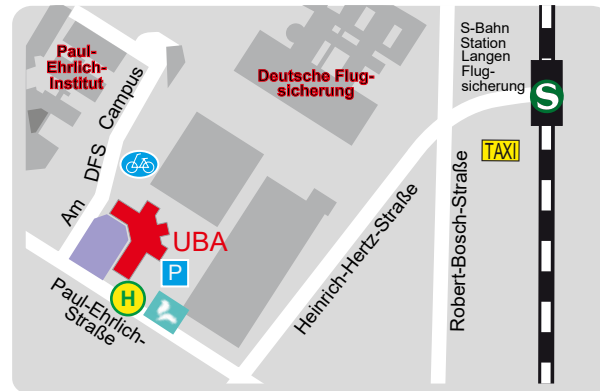 Paul-
Ehrlich-
Institut
Am DFS Campus
Deutsche Flug-
sicherung
S-Bahn
Station
Langen
Flug-
sicherung
S
TAXI
UBA
P
H
Paul-Ehrlich-
Straße
Heinrich-Hertz-Straße
Robert-Bosch-Straße